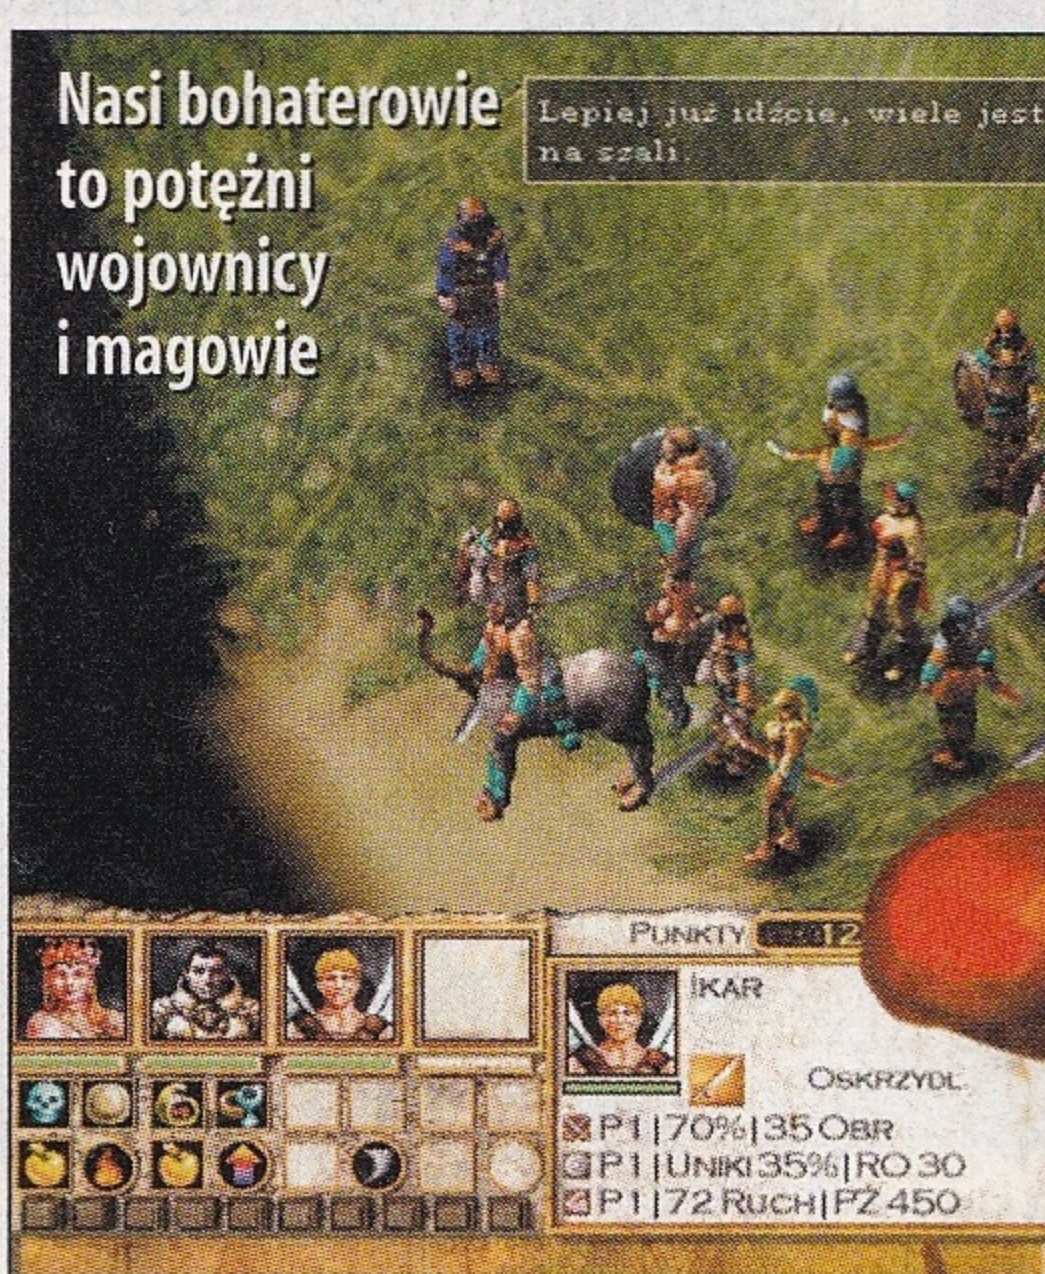 Nasi bohaterowie
to potężni
wojownicy
i magowie
Lepiej już idźcie, wiele jest
na szali.
PUNKTY 12
IKAR
OSKRZYDL
P1|70%|35 OBR
P1|UNIKI 35%|RO 30
P1|72 RUCH|PŻ 450